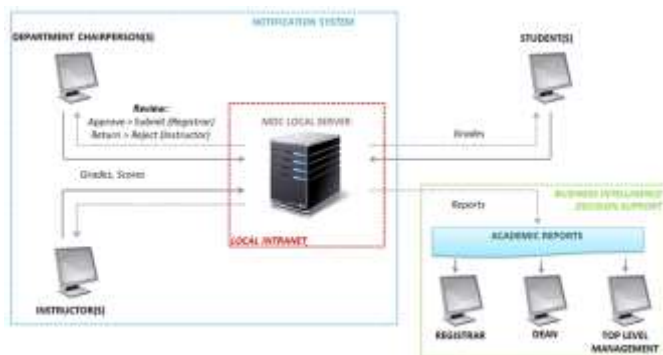 NOTIFICATION SYSTEM
DEPARTMENT CHAIRPERSON(S)
STUDENT(S)
Review:
Approve > Submit (Registrar)
Return > Reject (Instructor)
LOCAL SERVER
Grades
Grades, Scores
Reports
BUSINESS INTELLIGENCE
DECISION SUPPORT
ACADEMIC REPORTS
LOCAL INTRANET
INSTRUCTOR(S)
REGISTRAR
DEAN
TOP LEVEL
MANAGEMENT